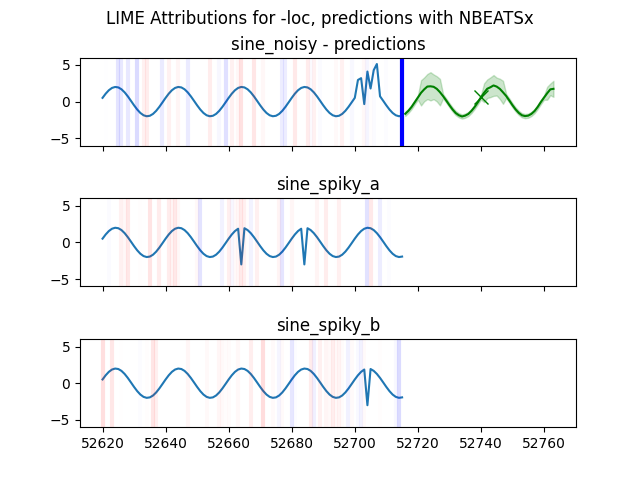 LIME Attributions for -loc, predictions with NBEATSx
sine_noisy - predictions
5
0
−5
sine_spiky_a
5
0
−5
sine_spiky_b
5
0
−5
52620 52640 52660 52680 52700 52720 52740 52760